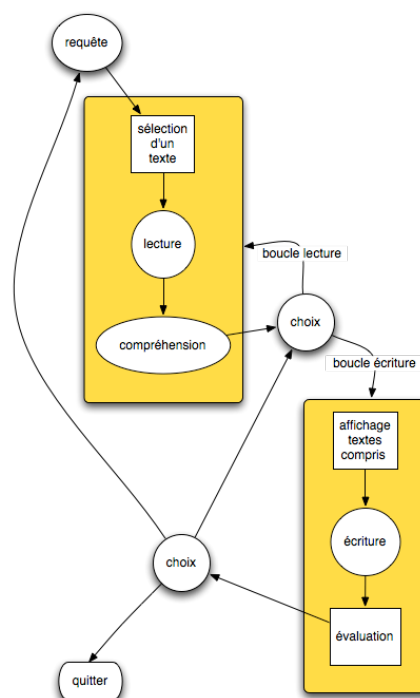 requête
sélection
d'un
texte
lecture
boucle lecture
compréhension
choix
boucle écriture
affichage
textes
compris
écriture
choix
évaluation
quitter